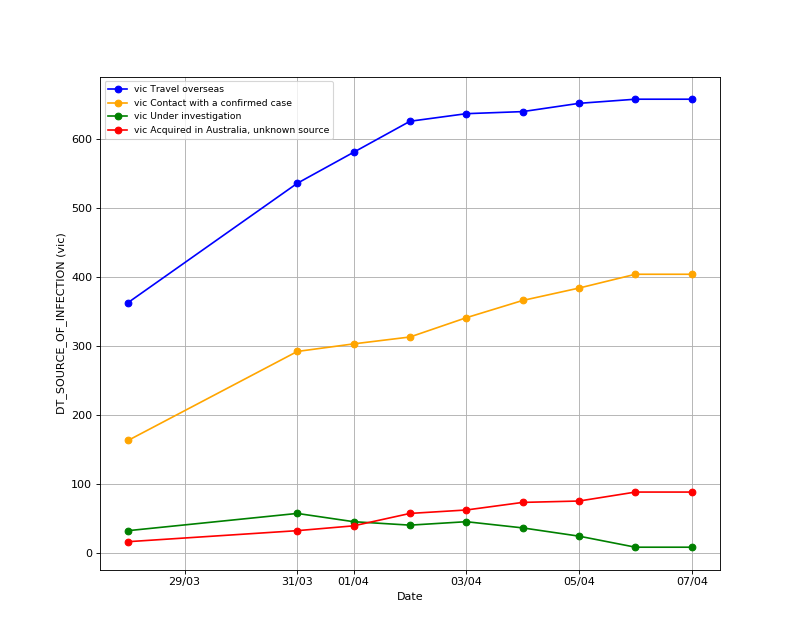 vic Travel overseas
vic Contact with a confirmed case
vic Under investigation
vic Acquired in Australia, unknown source
DT_SOURCE_OF_INFECTION (vic)
600
500
400
300
200
100
0
29/03 31/03 01/04 03/04 05/04 07/04
Date